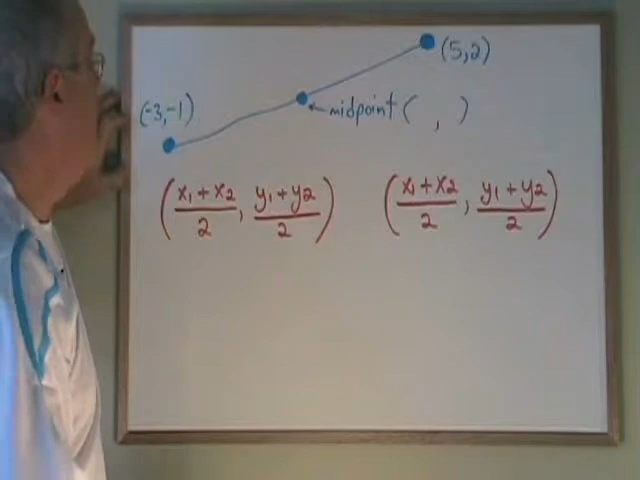 (5,2)
(-3,-1)
midpoint ( , )
(x1 + x2 / 2, y1 + y2 / 2) (x1 + x2 / 2, y1 + y2 / 2)